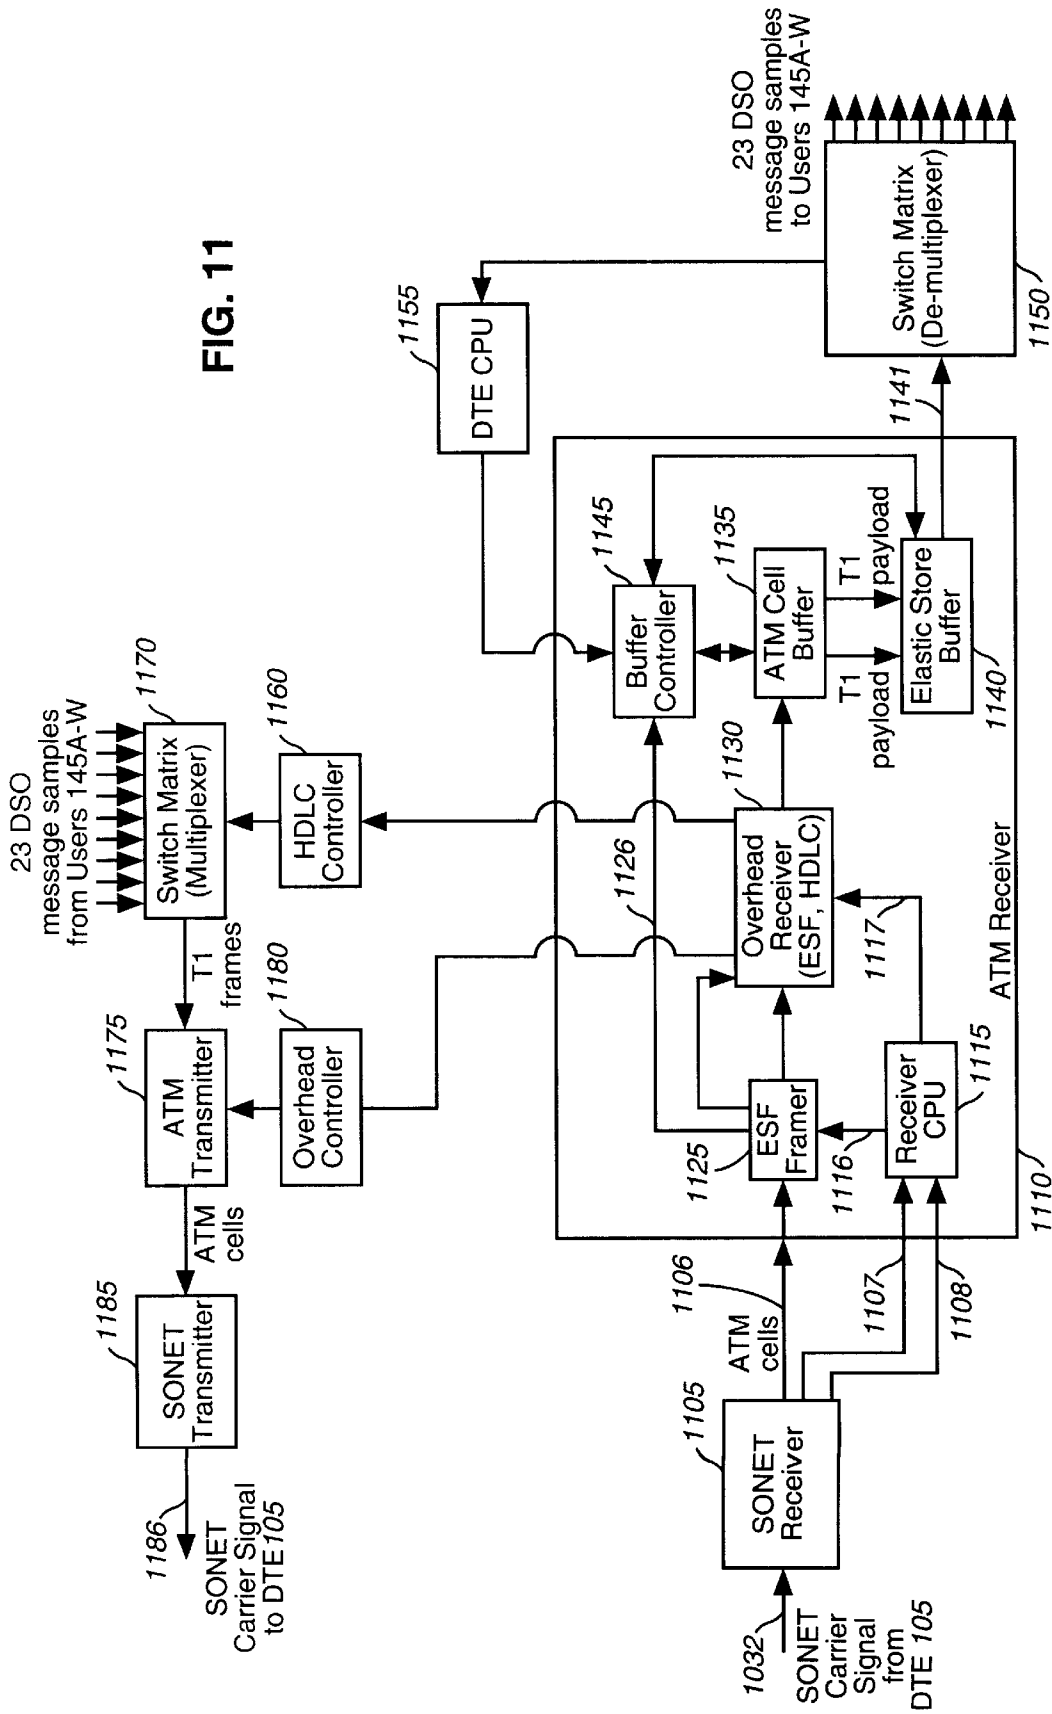 FIG. 11
23 DSO
message samples
from Users 145A-W
1170
Switch Matrix
(Multiplexer)
T1
frames
1175
ATM
Transmitter
ATM
cells
1185
SONET
Transmitter
1186
SONET
Carrier Signal
to DTE 105
1160
HDLC
Controller
1180
Overhead
Controller
1155
DTE CPU
23 DSO
message samples
to Users 145A-W
Switch Matrix
(De-multiplexer)
1150
1141
1145
Buffer
Controller
1135
ATM Cell
Buffer
T1
payload
T1
payload
Elastic Store
Buffer
1140
1130
Overhead
Receiver
(ESF, HDLC)
1126
1117
1125
ESF
Framer
1116
Receiver
CPU
1115
ATM Receiver
1110
1106
ATM
cells
1107
1108
1105
SONET
Receiver
1032
SONET
Carrier
Signal
from
DTE 105